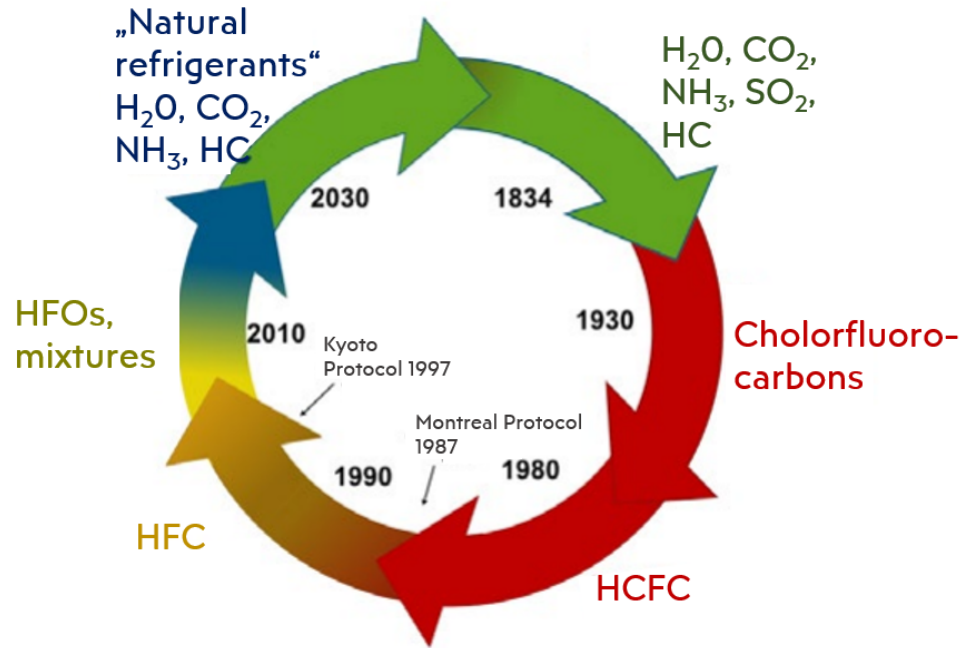 „Natural
refrigerants“
H₂0, CO₂,
NH₃, HC
H₂0, CO₂,
NH₃, SO₂,
HC
2030
1834
HFOs,
mixtures
2010
1930
Cholorfluoro-
carbons
Kyoto
Protocol 1997
Montreal Protocol
1987
1990
1980
HFC
HCFC